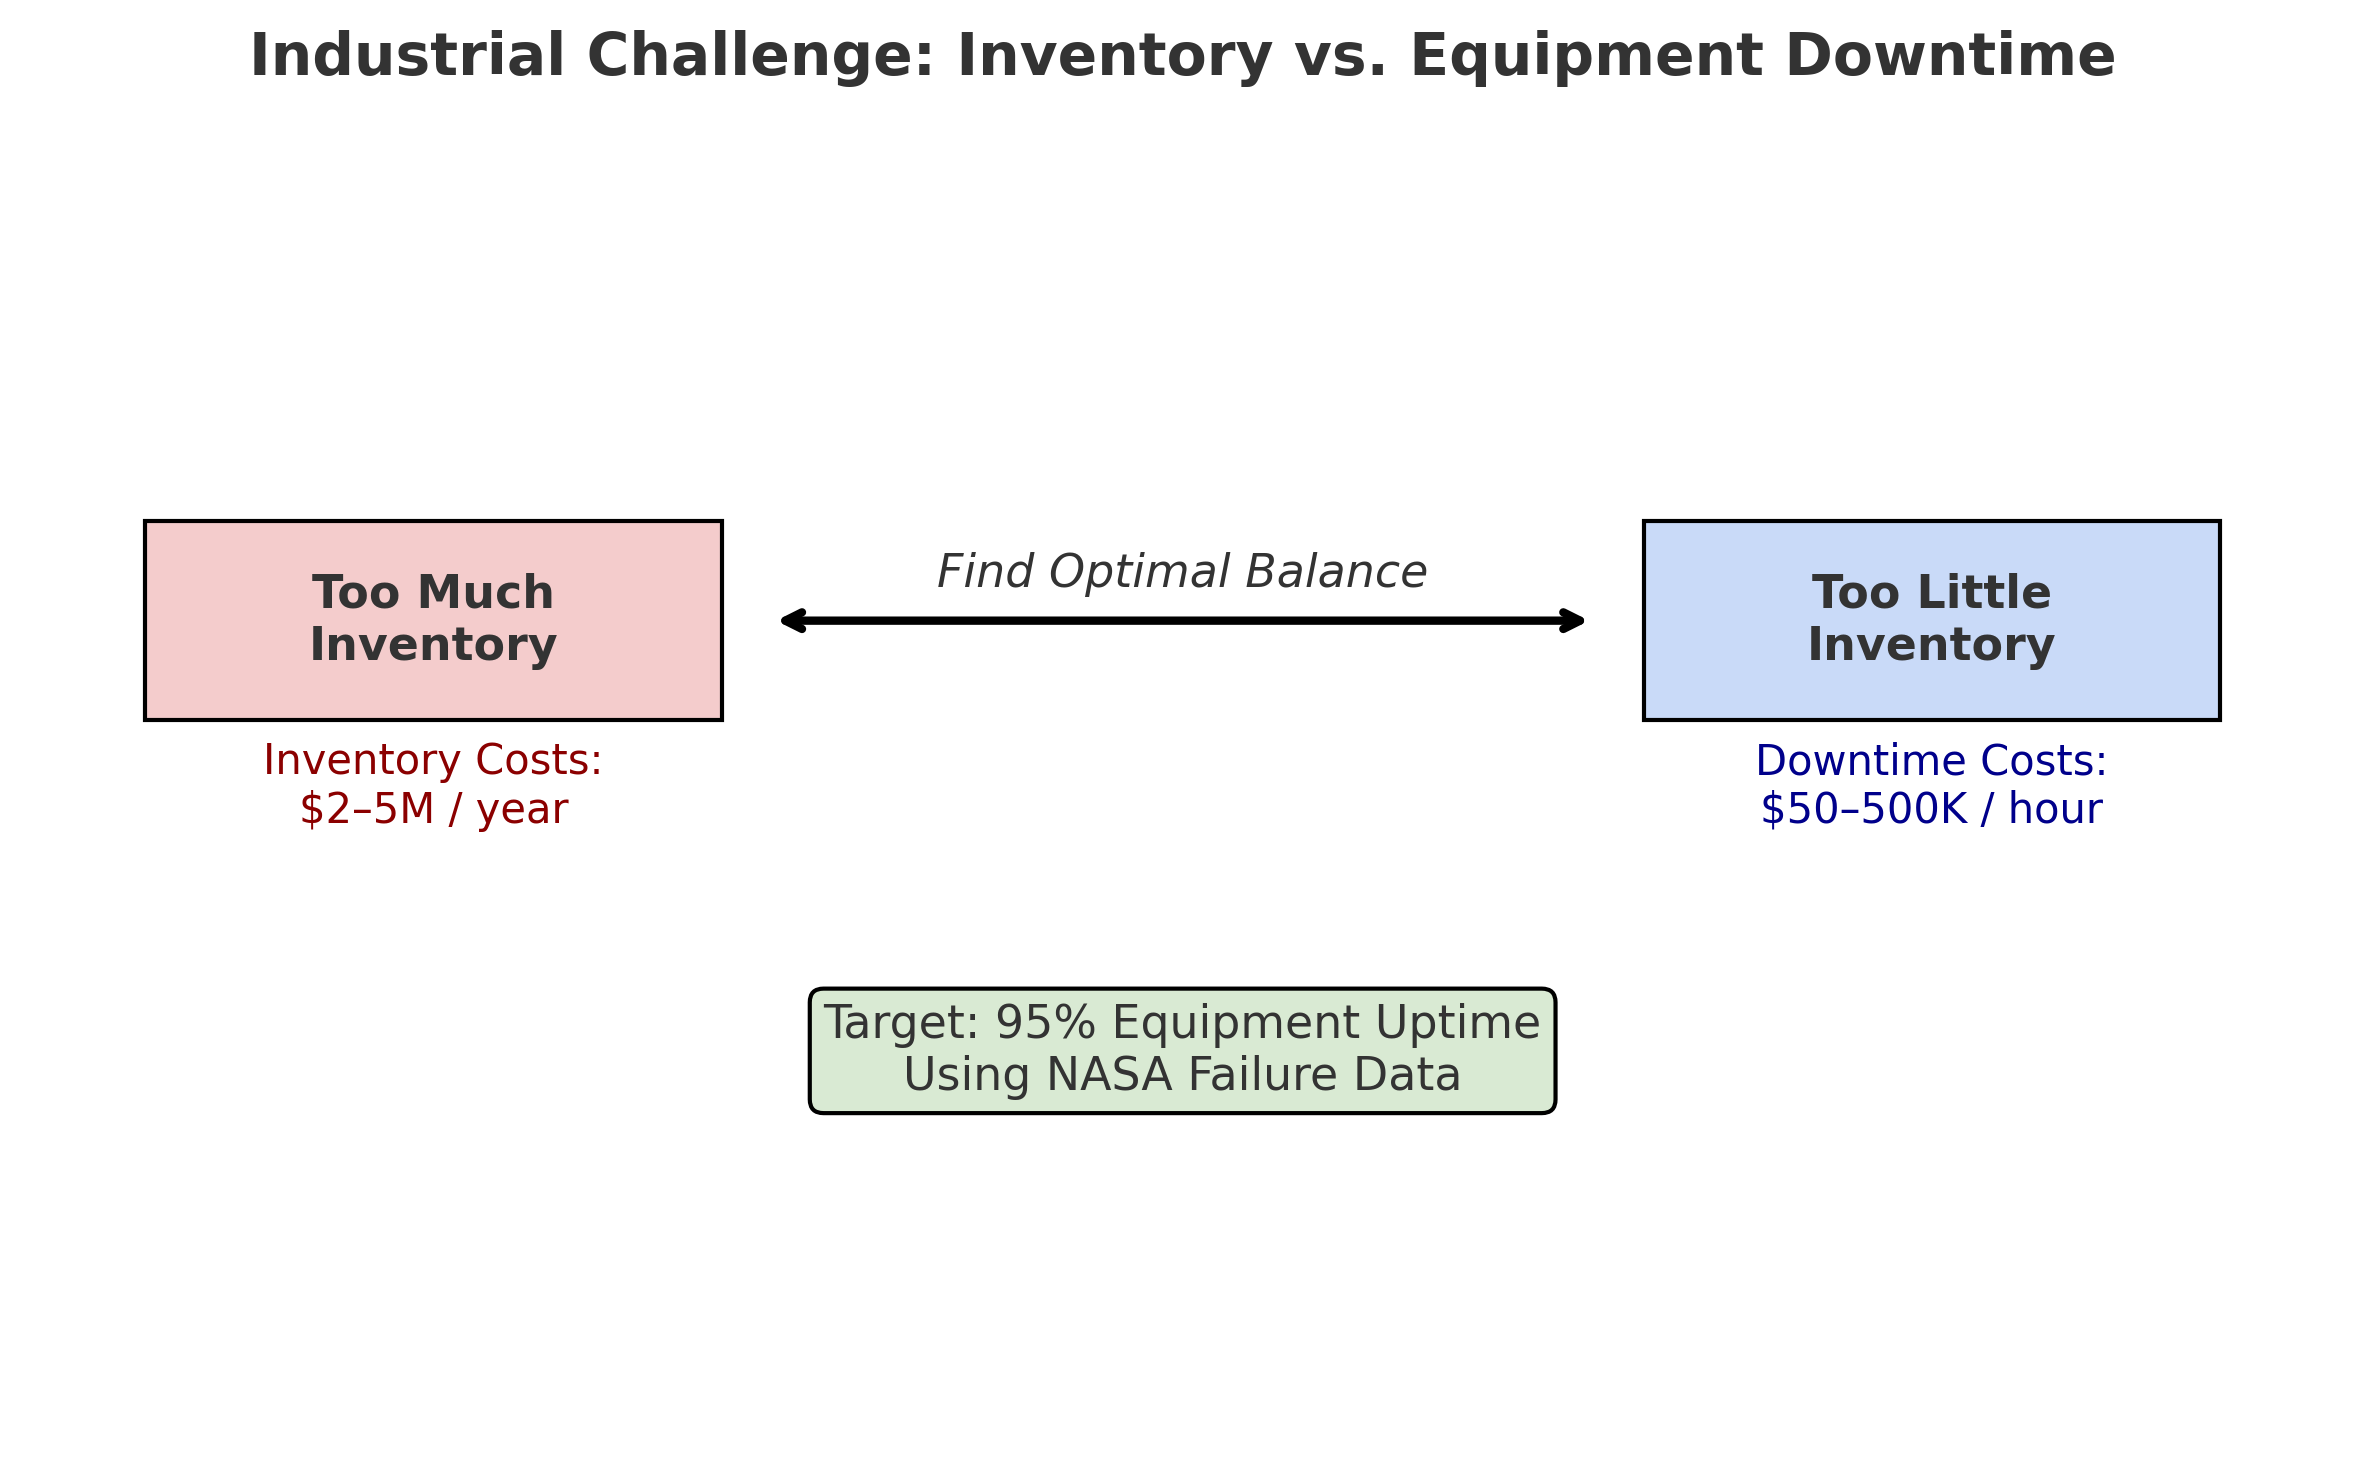 Industrial Challenge: Inventory vs. Equipment Downtime
Too Much
Inventory
Find Optimal Balance
Too Little
Inventory
Inventory Costs:
$2–5M / year
Downtime Costs:
$50–500K / hour
Target: 95% Equipment Uptime
Using NASA Failure Data